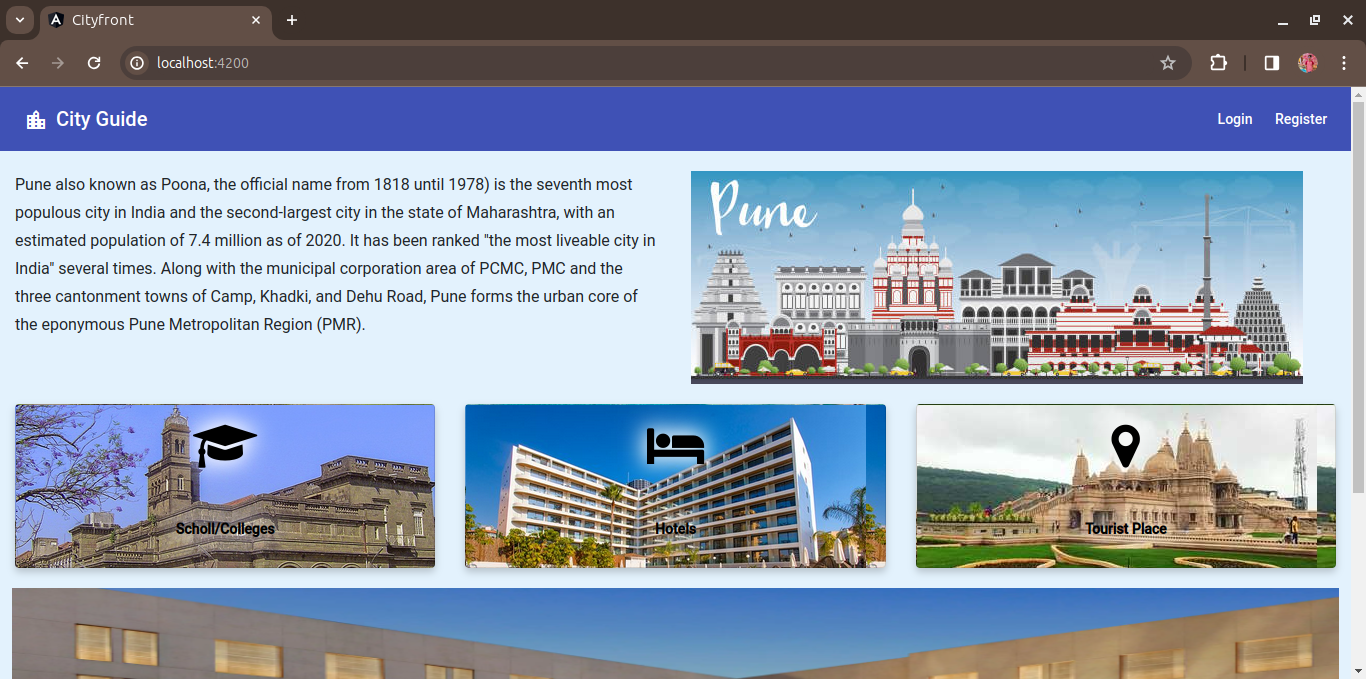 Cityfront
localhost:4200
City Guide
Login Register
Pune also known as Poona, the official name from 1818 until 1978) is the seventh most
populous city in India and the second-largest city in the state of Maharashtra, with an
estimated population of 7.4 million as of 2020. It has been ranked "the most liveable city in
India" several times. Along with the municipal corporation area of PCMC, PMC and the
three cantonment towns of Camp, Khadki, and Dehu Road, Pune forms the urban core of
the eponymous Pune Metropolitan Region (PMR).
Pune
Scholl/Colleges
Hotels
Tourist Place